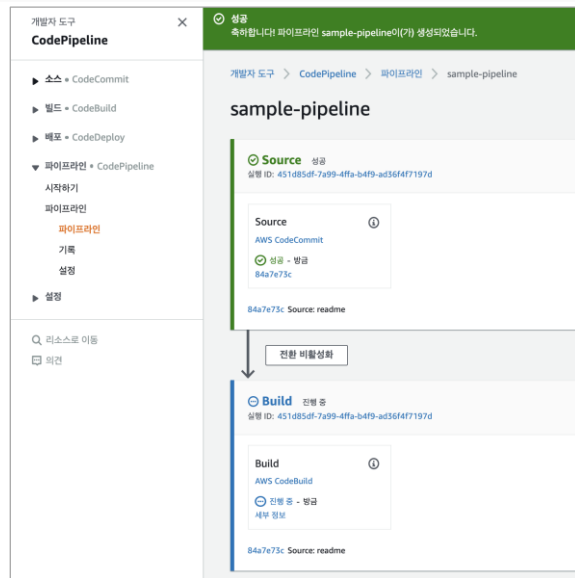 개발자 도구
CodePipeline
소스 • CodeCommit
빌드 • CodeBuild
배포 • CodeDeploy
파이프라인 • CodePipeline
시작하기
파이프라인
파이프라인
기록
설정
설정
리소스로 이동
의견
성공
축하합니다! 파이프라인 sample-pipeline이(가) 생성되었습니다.
개발자 도구 > CodePipeline > 파이프라인 > sample-pipeline
sample-pipeline
Source 성공
실행 ID: 451d85df-7a99-4ffa-b4f9-ad36f4f7197d
Source
AWS CodeCommit
성공 - 방금
84a7e73c
84a7e73c Source: readme
전환 비활성화
Build 진행 중
실행 ID: 451d85df-7a99-4ffa-b4f9-ad36f4f7197d
Build
AWS CodeBuild
진행 중 - 방금
세부 정보
84a7e73c Source: readme